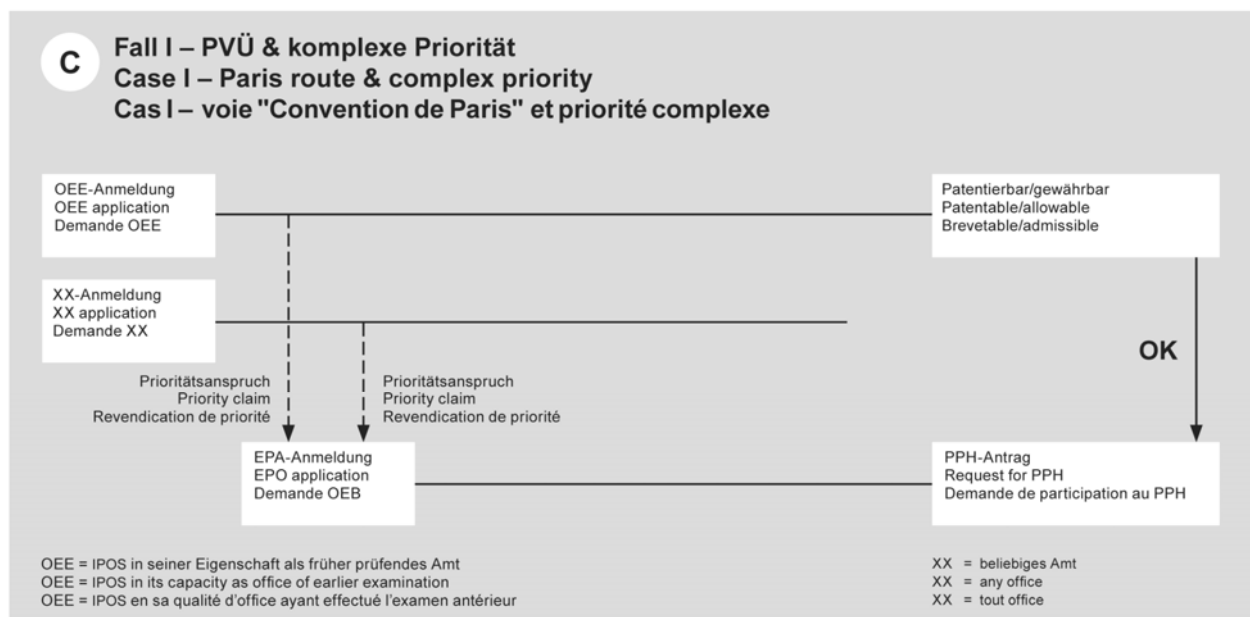 C
Fall I – PVÜ & komplexe Priorität
Case I – Paris route & complex priority
Cas I – voie "Convention de Paris" et priorité complexe
OEE-Anmeldung
OEE application
Demande OEE
Patentierbar/gewährbar
Patentable/allowable
Brevetable/admissible
XX-Anmeldung
XX application
Demande XX
OK
Prioritätsanspruch
Priority claim
Revendication de priorité
Prioritätsanspruch
Priority claim
Revendication de priorité
EPA-Anmeldung
EPO application
Demande OEB
PPH-Antrag
Request for PPH
Demande de participation au PPH
OEE = IPOS in seiner Eigenschaft als früher prüfendes Amt
OEE = IPOS in its capacity as office of earlier examination
OEE = IPOS en sa qualité d'office ayant effectué l'examen antérieur
XX = beliebiges Amt
XX = any office
XX = tout office